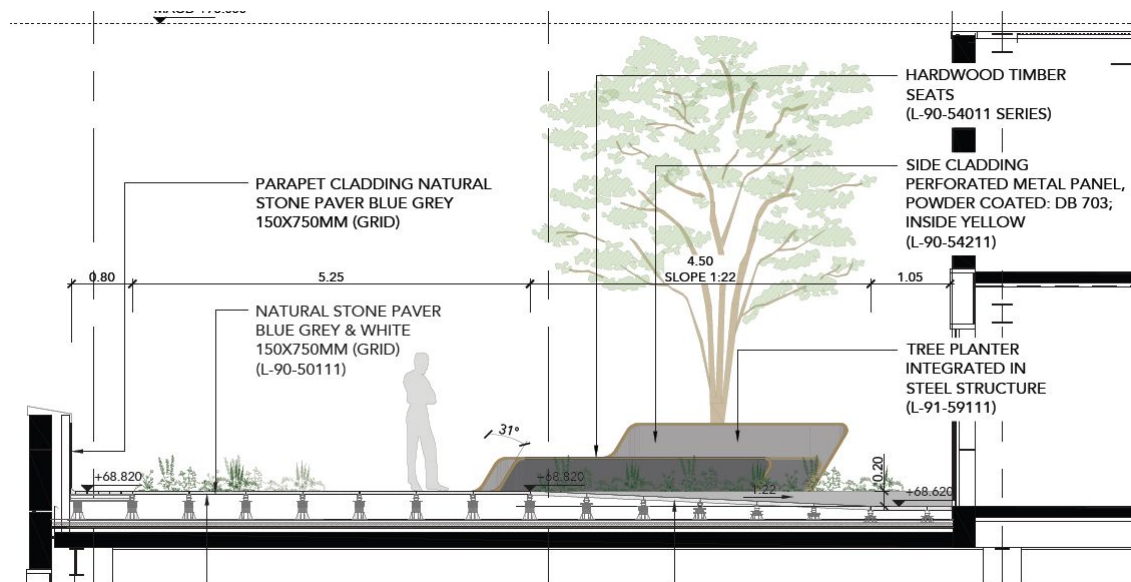 HARDWOOD TIMBER
SEATS
(L-90-54011 SERIES)
SIDE CLADDING
PERFORATED METAL PANEL,
POWDER COATED: DB 703;
INSIDE YELLOW
(L-90-54211)
PARAPET CLADDING NATURAL
STONE PAVER BLUE GREY
150X750MM (GRID)
0.80
5.25
4.50
SLOPE 1:22
1.05
NATURAL STONE PAVER
BLUE GREY & WHITE
150X750MM (GRID)
(L-90-50111)
TREE PLANTER
INTEGRATED IN
STEEL STRUCTURE
(L-91-59111)
31°
+68.820
+68.820
1:22
0.20
+68.620